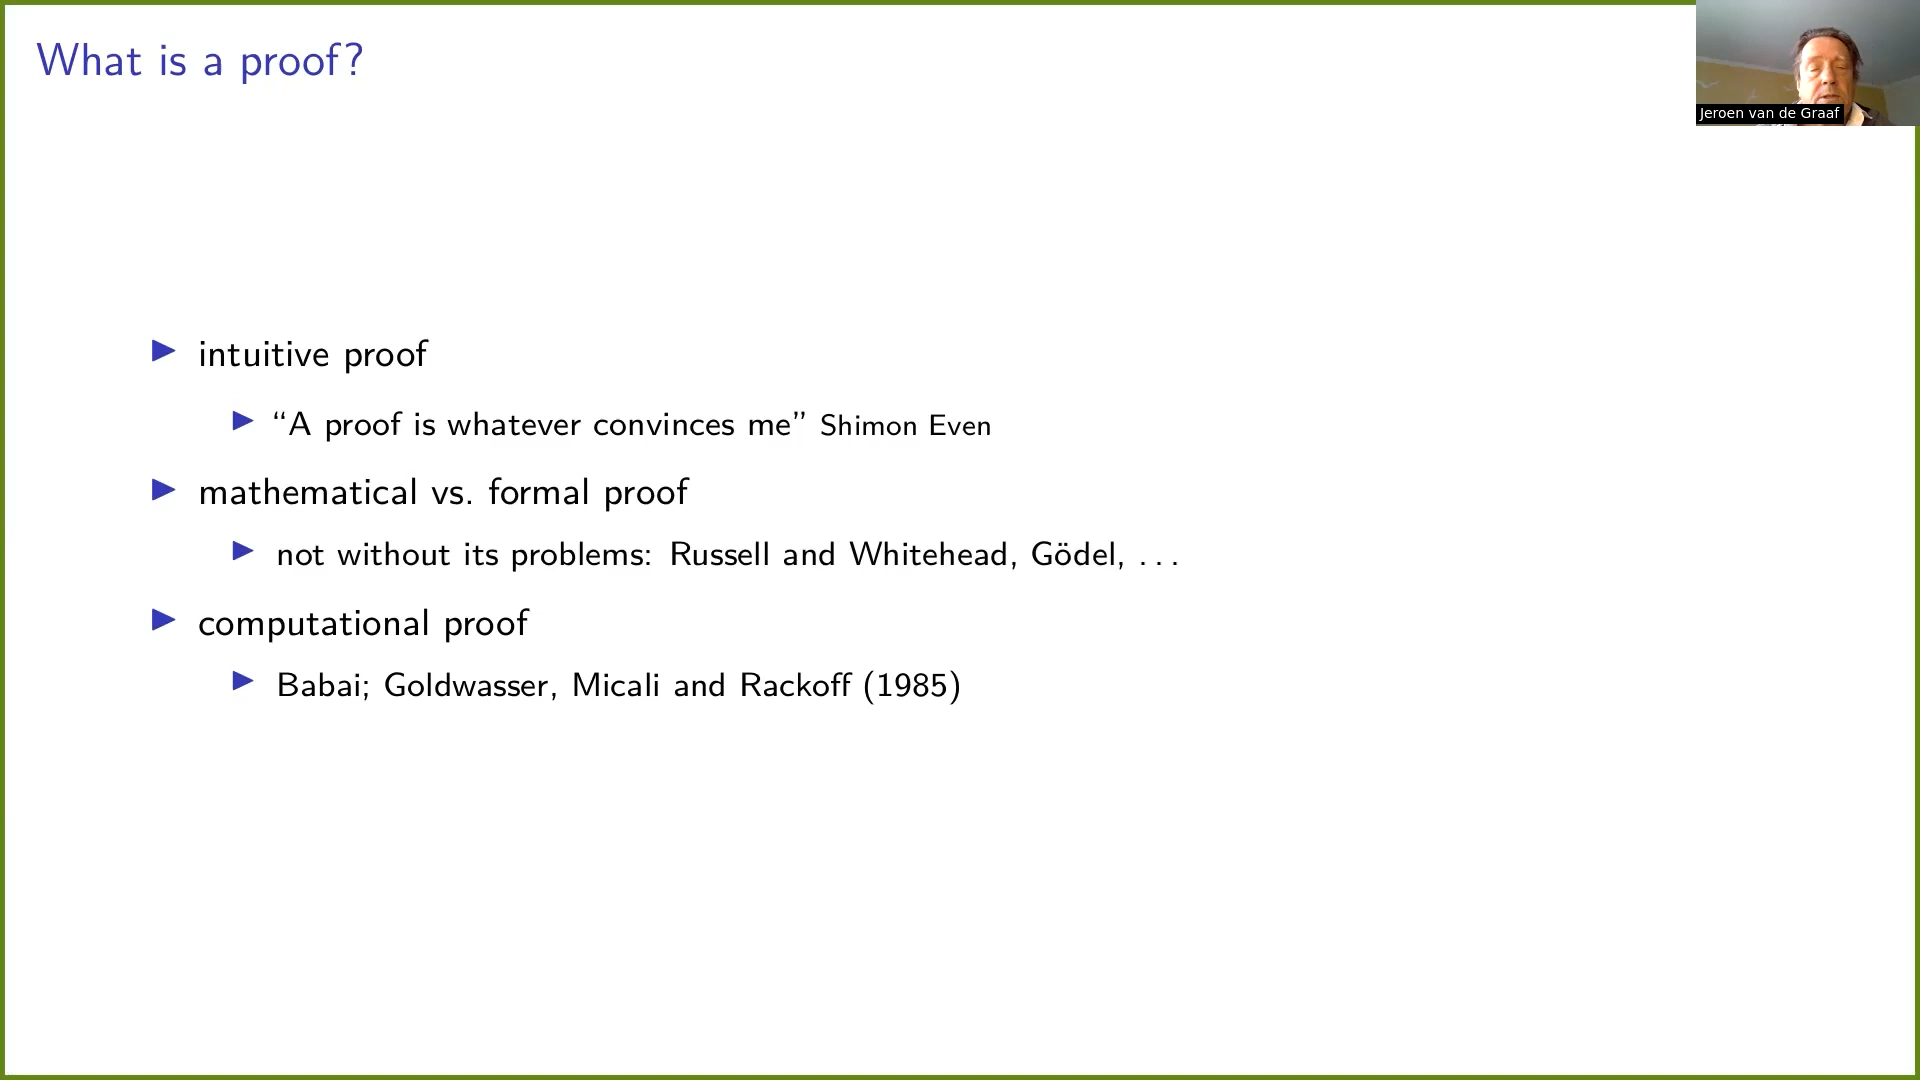 What is a proof?
Jeroen van de Graaf
▶ intuitive proof
▶ “A proof is whatever convinces me” Shimon Even
▶ mathematical vs. formal proof
▶ not without its problems: Russell and Whitehead, Gödel, . . .
▶ computational proof
▶ Babai; Goldwasser, Micali and Rackoff (1985)